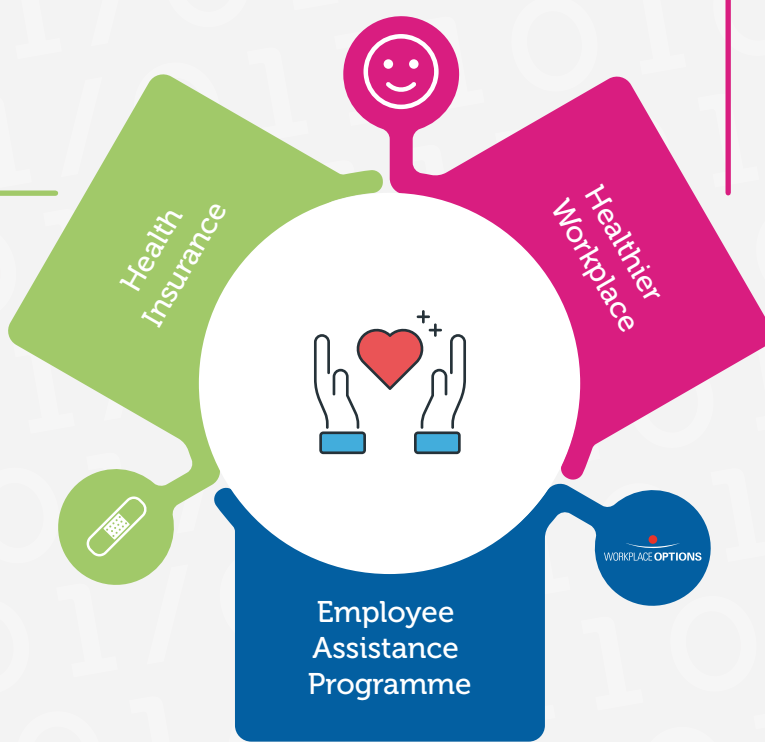 Health
Insurance
Healthier
Workplace
WORKPLACE OPTIONS
Employee
Assistance
Programme